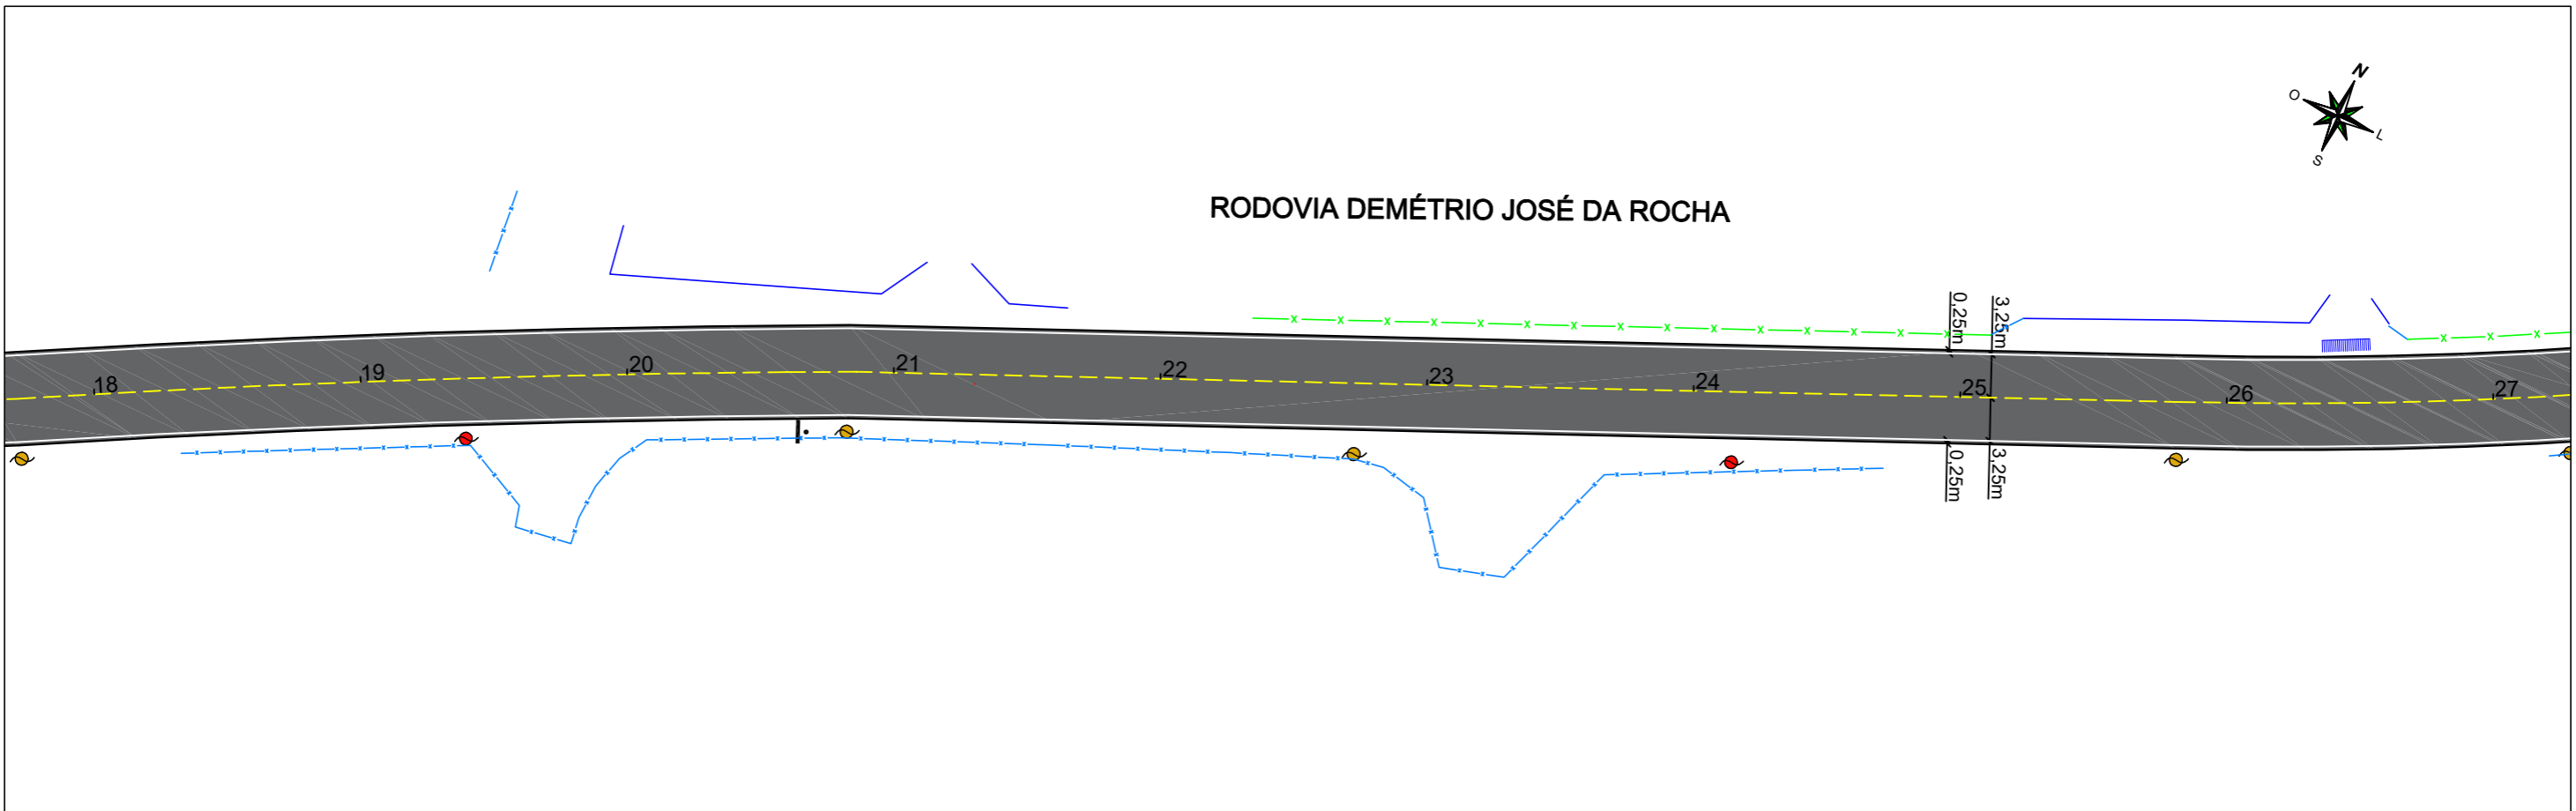 N
O
L
S
RODOVIA DEMÉTRIO JOSÉ DA ROCHA
0,25m
3,25m
18
19
20
21
22
23
24
25
26
27
0,25m
3,25m